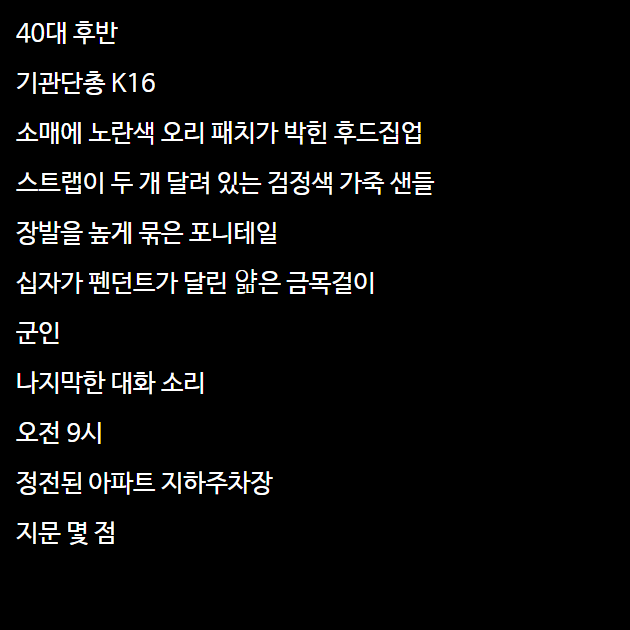 40대 후반
기관단총 K16
소매에 노란색 오리 패치가 박힌 후드집업
스트랩이 두 개 달려 있는 검정색 가죽 샌들
장발을 높게 묶은 포니테일
십자가 펜던트가 달린 얇은 금목걸이
군인
나지막한 대화 소리
오전 9시
정전된 아파트 지하주차장
지문 몇 점